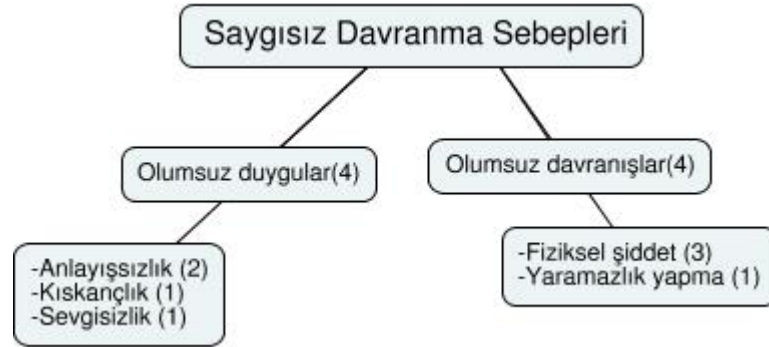 Saygısız Davranma Sebepleri
Olumsuz duygular(4)
Olumsuz davranışlar(4)
-Anlayışsızlık (2)
-Kıskançlık (1)
-Sevgisizlik (1)
-Fiziksel şiddet (3)
-Yaramazlık yapma (1)